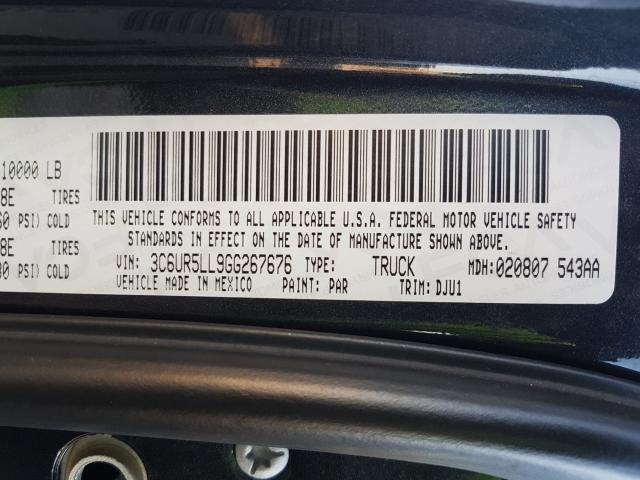 10000 LB
8E TIRES
60 PSI) COLD
8E TIRES
80 PSI) COLD
THIS VEHICLE CONFORMS TO ALL APPLICABLE U.S.A. FEDERAL MOTOR VEHICLE SAFETY
STANDARDS IN EFFECT ON THE DATE OF MANUFACTURE SHOWN ABOVE.
VIN: 3C6UR5LL9GG267676 TYPE: TRUCK MDH:020807 543AA
VEHICLE MADE IN MEXICO PAINT: PAR TRIM: DJU1